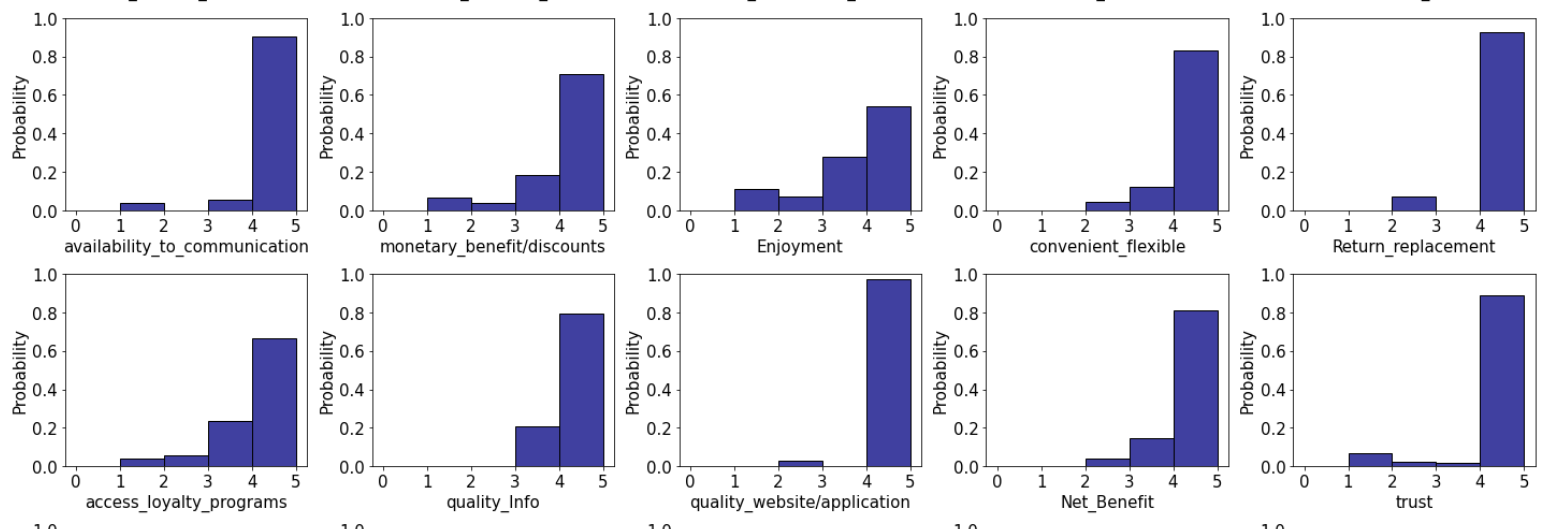 1.0
0.8
0.6
0.4
0.2
0.0
Probability
0 1 2 3 4 5
availability_to_communication
1.0
0.8
0.6
0.4
0.2
0.0
Probability
0 1 2 3 4 5
monetary_benefit/discounts
1.0
0.8
0.6
0.4
0.2
0.0
Probability
0 1 2 3 4 5
Enjoyment
1.0
0.8
0.6
0.4
0.2
0.0
Probability
0 1 2 3 4 5
convenient_flexible
1.0
0.8
0.6
0.4
0.2
0.0
Probability
0 1 2 3 4 5
Return_replacement
1.0
0.8
0.6
0.4
0.2
0.0
Probability
0 1 2 3 4 5
access_loyalty_programs
1.0
0.8
0.6
0.4
0.2
0.0
Probability
0 1 2 3 4 5
quality_Info
1.0
0.8
0.6
0.4
0.2
0.0
Probability
0 1 2 3 4 5
quality_website/application
1.0
0.8
0.6
0.4
0.2
0.0
Probability
0 1 2 3 4 5
Net_Benefit
1.0
0.8
0.6
0.4
0.2
0.0
Probability
0 1 2 3 4 5
trust